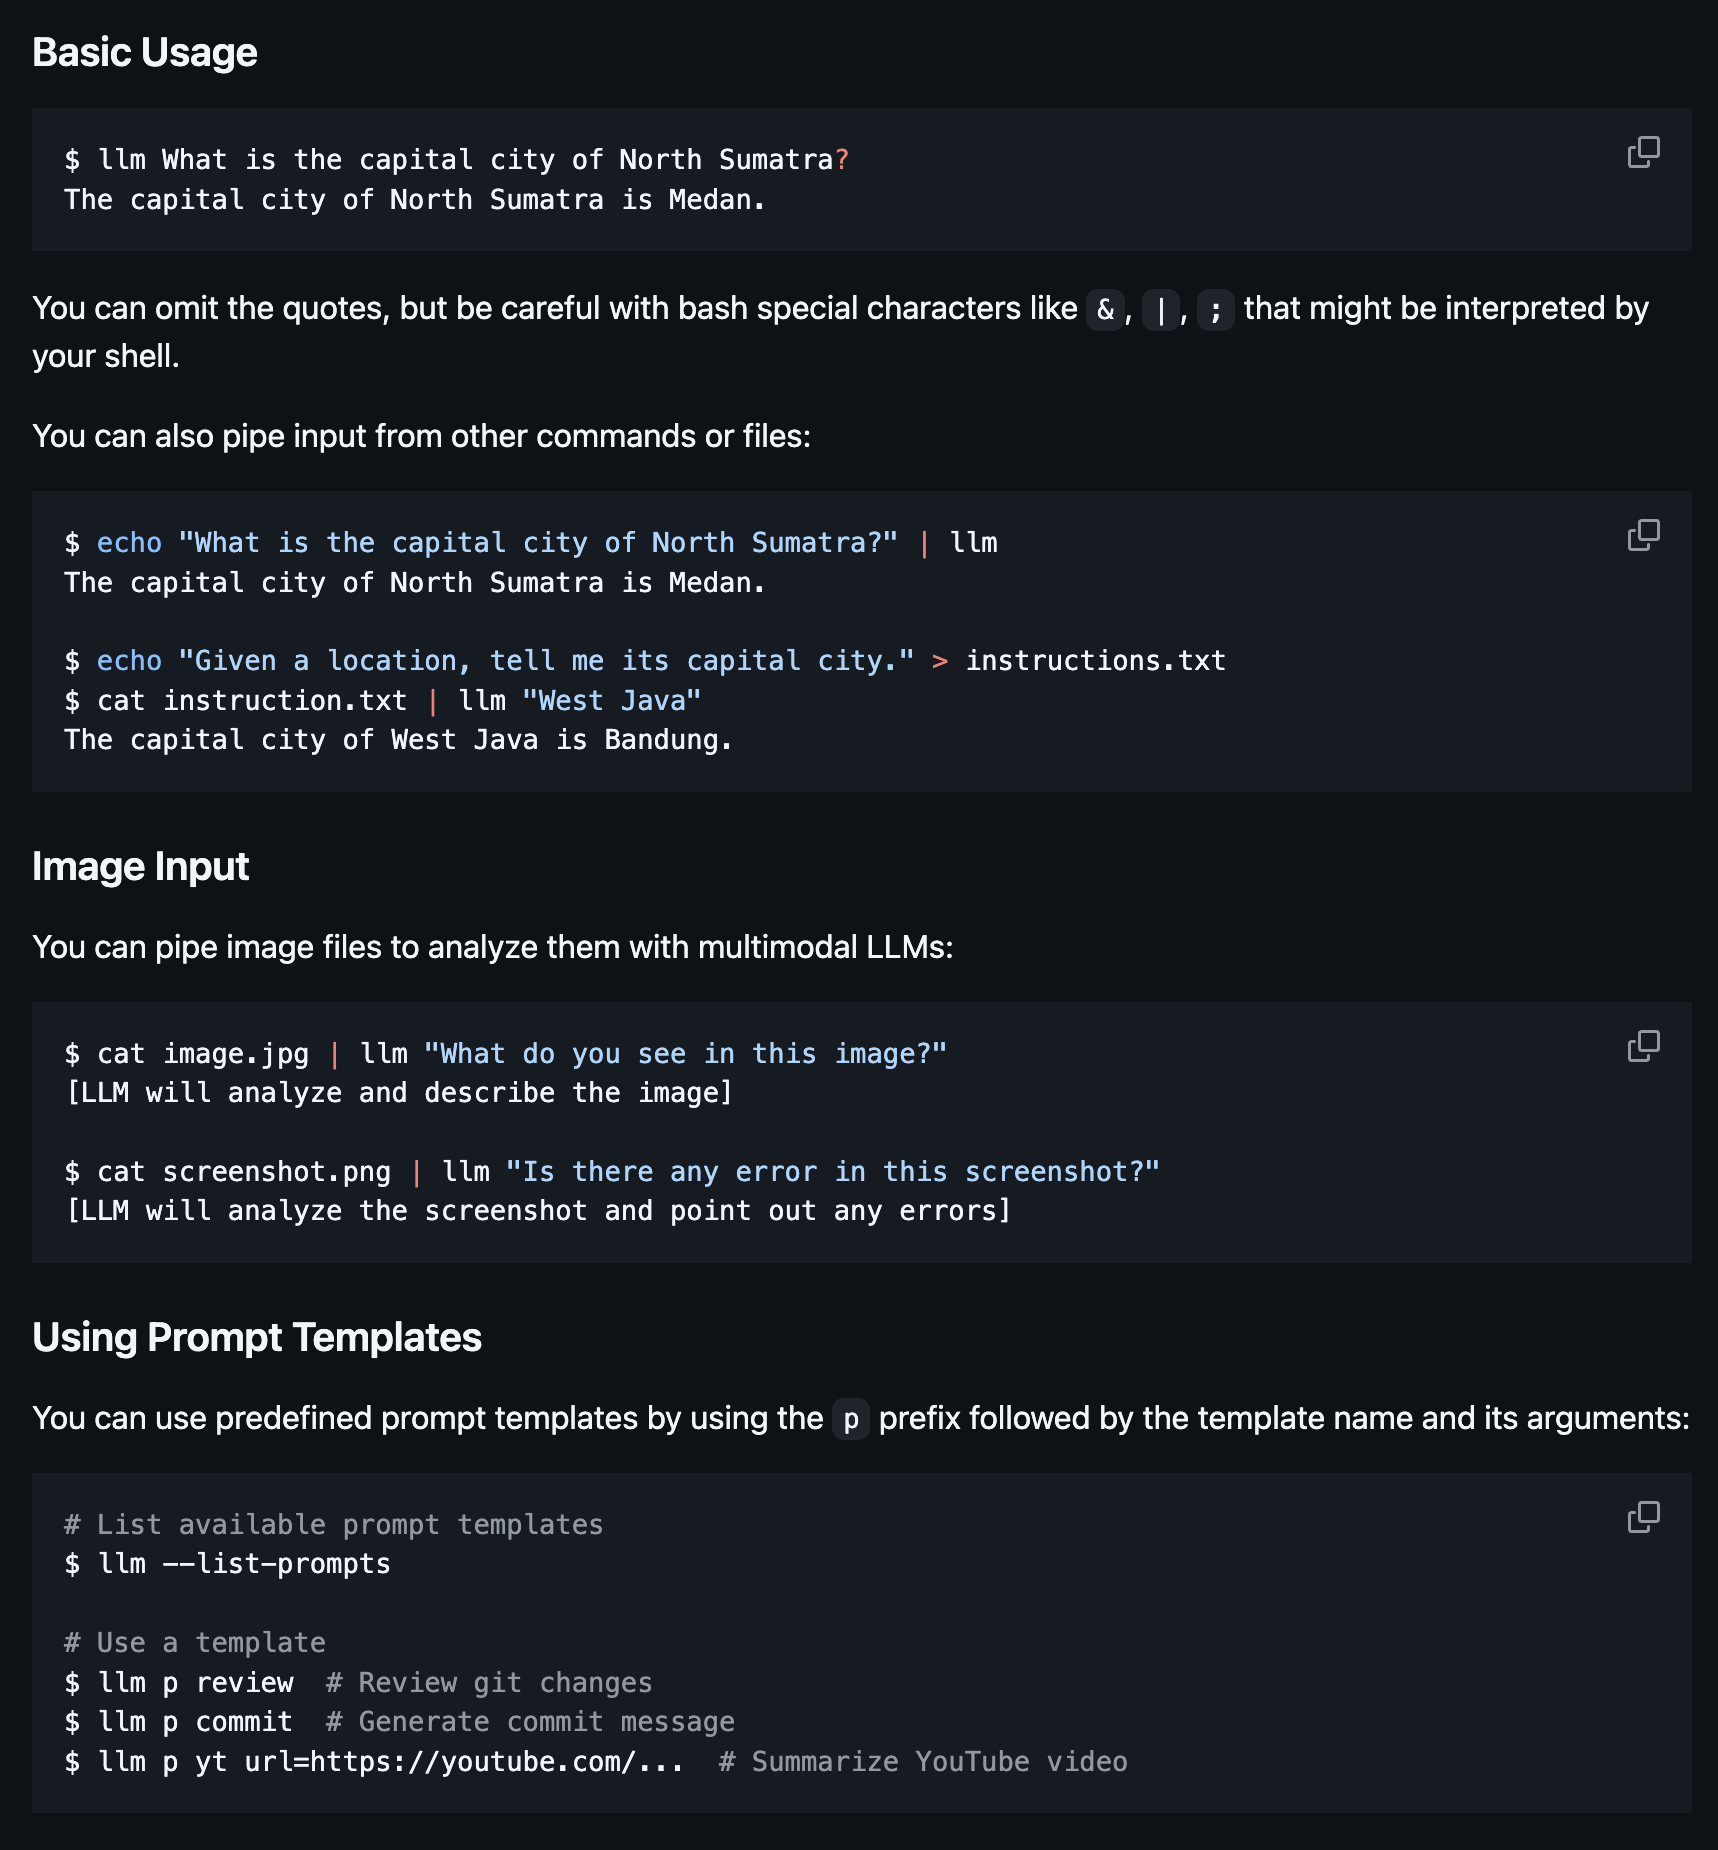 Basic Usage
$ llm What is the capital city of North Sumatra?
The capital city of North Sumatra is Medan.
You can omit the quotes, but be careful with bash special characters like &, |, ; that might be interpreted by
your shell.
You can also pipe input from other commands or files:
$ echo "What is the capital city of North Sumatra?" | llm
The capital city of North Sumatra is Medan.
$ echo "Given a location, tell me its capital city." > instructions.txt
$ cat instruction.txt | llm "West Java"
The capital city of West Java is Bandung.
Image Input
You can pipe image files to analyze them with multimodal LLMs:
$ cat image.jpg | llm "What do you see in this image?"
[LLM will analyze and describe the image]
$ cat screenshot.png | llm "Is there any error in this screenshot?"
[LLM will analyze the screenshot and point out any errors]
Using Prompt Templates
You can use predefined prompt templates by using the p prefix followed by the template name and its arguments:
# List available prompt templates
$ llm --list-prompts
# Use a template
$ llm p review  # Review git changes
$ llm p commit  # Generate commit message
$ llm p yt url=https://youtube.com/...  # Summarize YouTube video